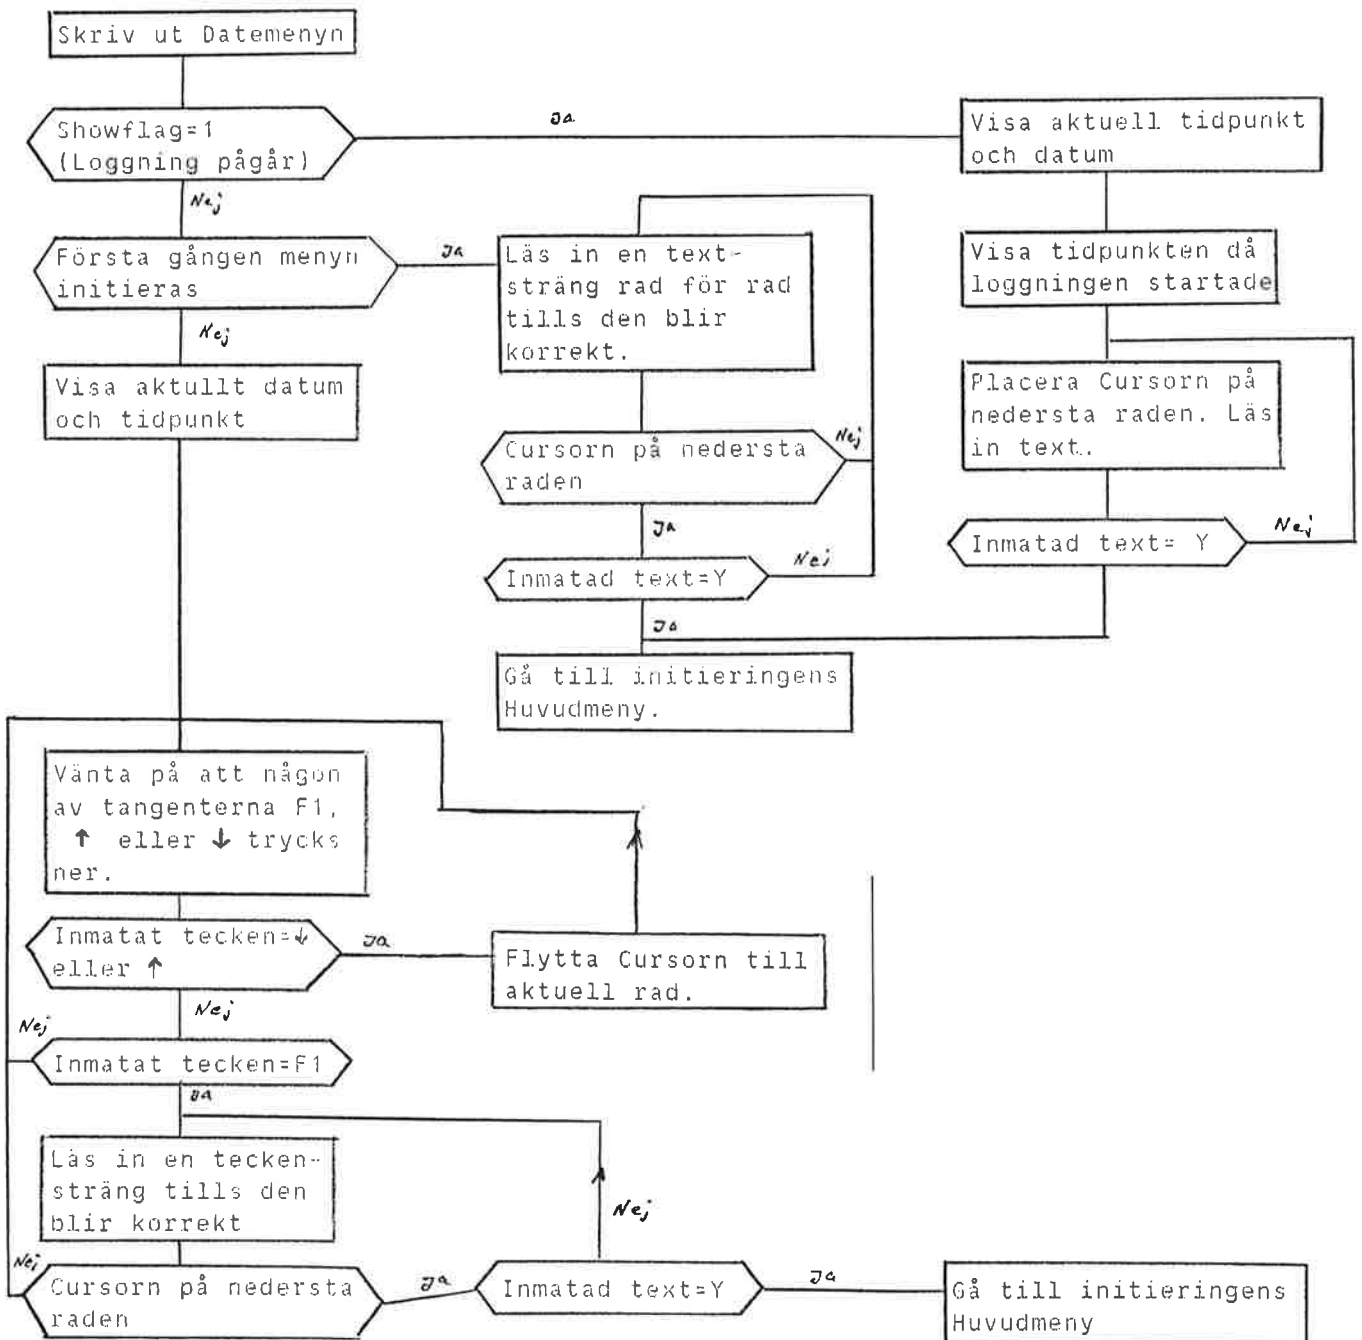 Skriv ut Datemenyn
Showflag=1
(Loggning pågår)
Ja
Visa aktuell tidpunkt
och datum
Nej
Första gången menyn
initieras
Ja
Läs in en text-
sträng rad för rad
tills den blir
korrekt.
Visa tidpunkten då
loggningen startade
Nej
Visa aktullt datum
och tidpunkt
Placera Cursorn på
nedersta raden. Läs
in text.
Cursorn på nedersta
raden
Nej
Ja
Inmatad text=Y
Nej
Inmatad text= Y
Nej
Ja
Gå till initieringens
Huvudmeny.
Vänta på att någon
av tangenterna F1,
↑ eller ↓ trycks
ner.
Inmatat tecken=↓
eller ↑
Ja
Flytta Cursorn till
aktuell rad.
Nej
Nej
Inmatat tecken=F1
Ja
Läs in en tecken-
sträng tills den
blir korrekt
Nej
Nej
Cursorn på nedersta
raden
Ja
Inmatad text=Y
Ja
Gå till initieringens
Huvudmeny